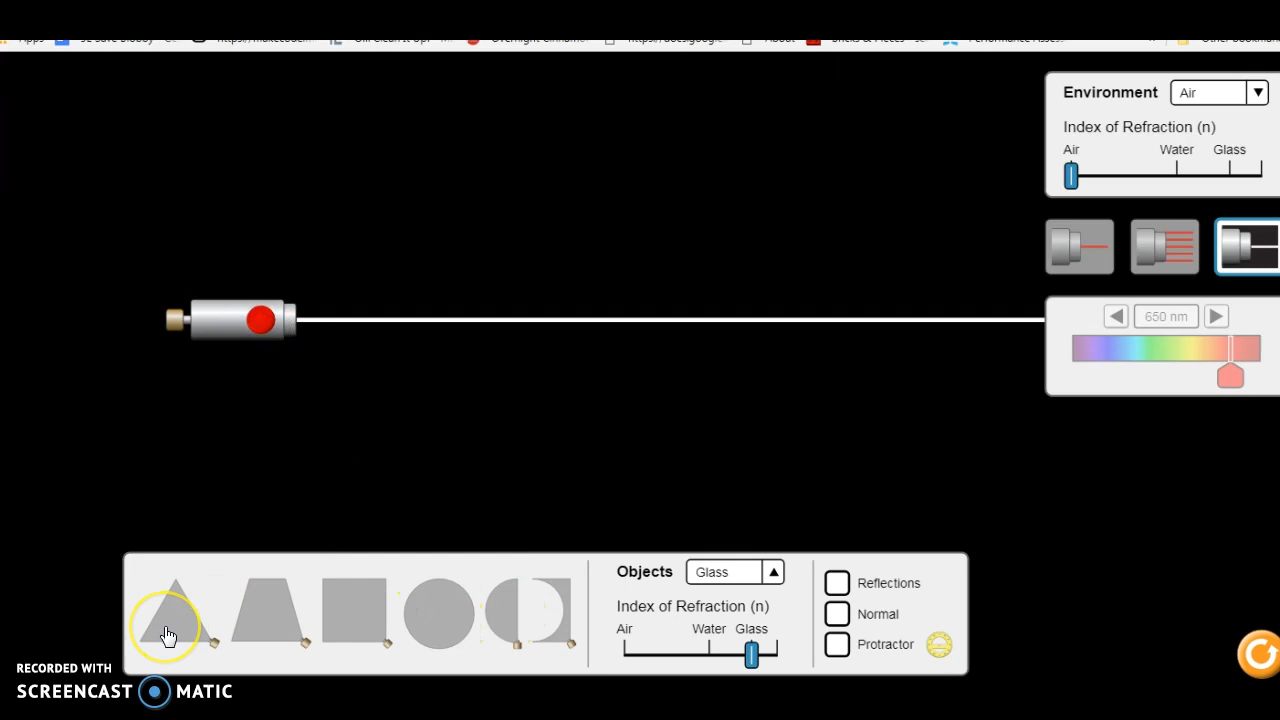 Apps
Environment
Air
Index of Refraction (n)
Air
Water
Glass
650 nm
Objects
Glass
Index of Refraction (n)
Air
Water
Glass
Reflections
Normal
Protractor
RECORDED WITH
SCREENCAST MATIC